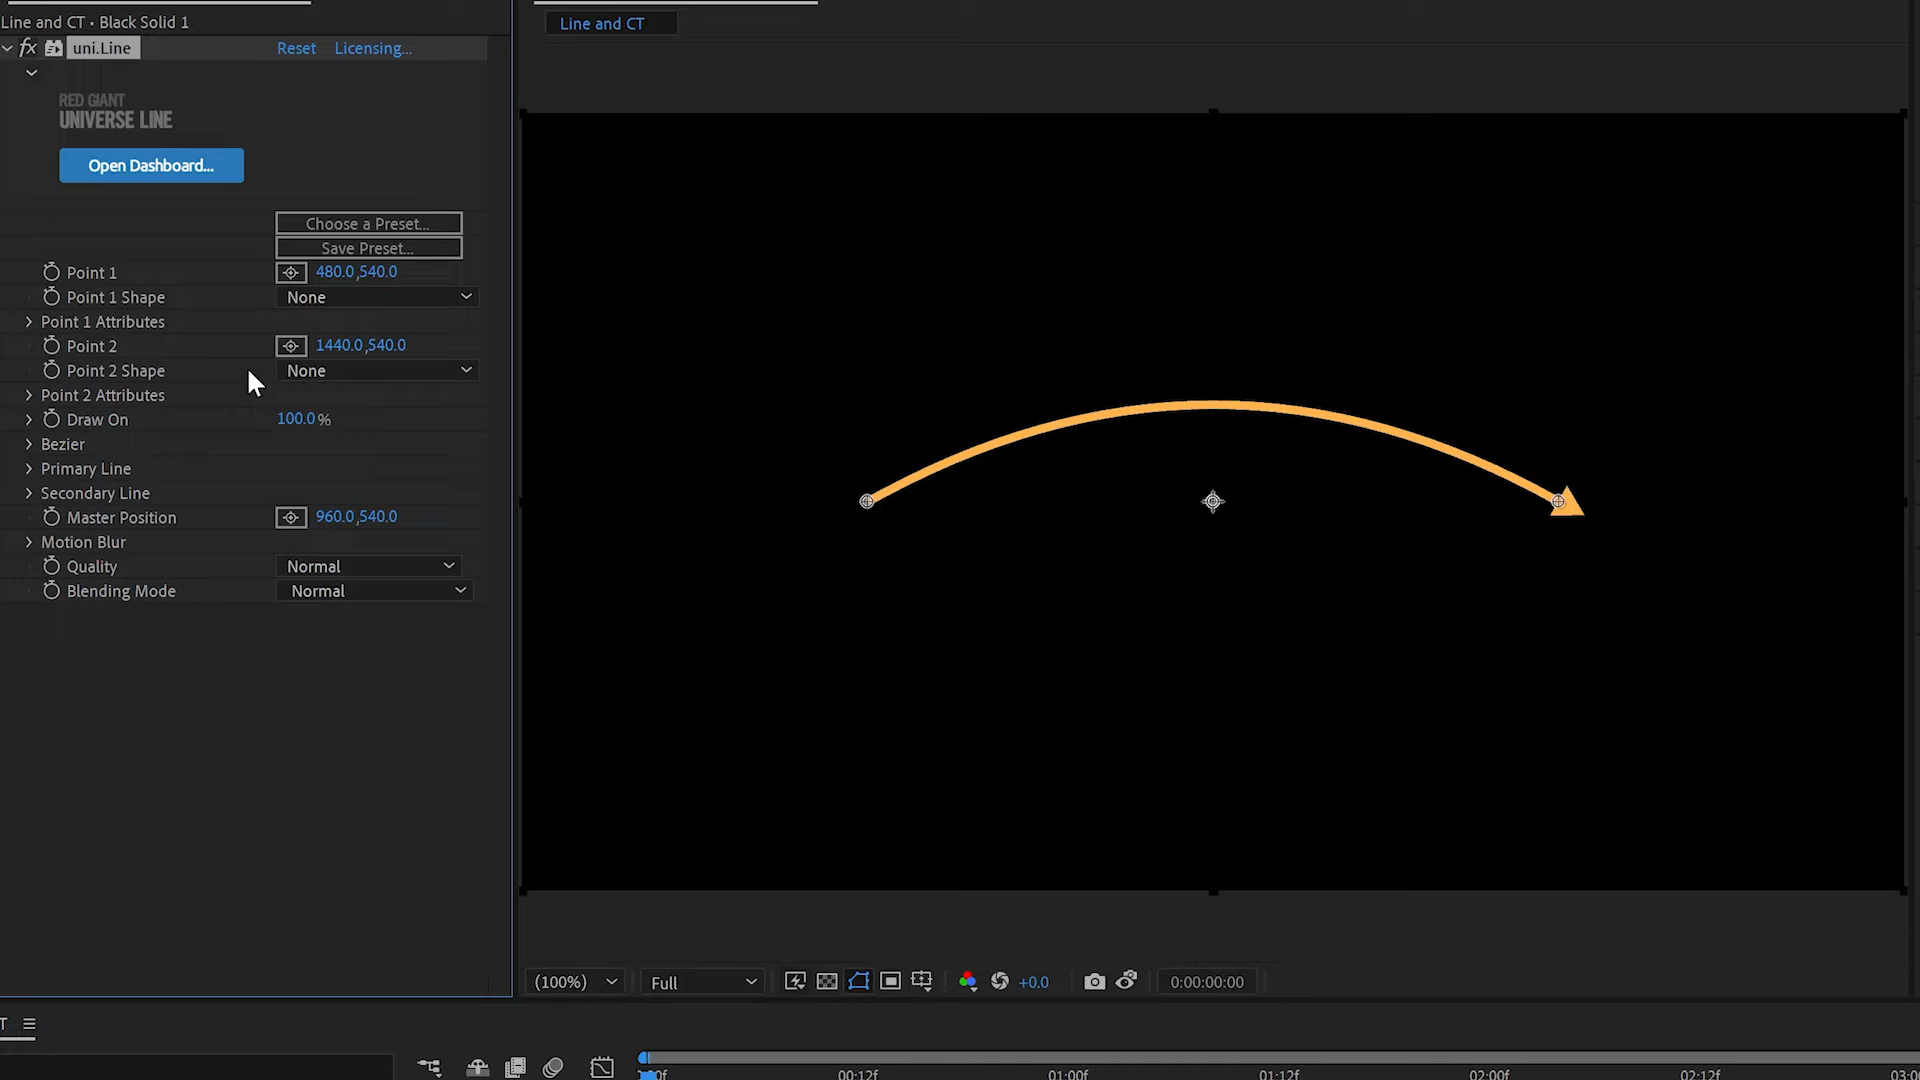 Line and CT • Black Solid 1
Line and CT
fx uni.Line Reset Licensing...
RED GIANT
UNIVERSE LINE
Open Dashboard...
Choose a Preset...
Save Preset...
Point 1 480.0,540.0
Point 1 Shape None
Point 1 Attributes
Point 2 1440.0,540.0
Point 2 Shape None
Point 2 Attributes
Draw On 100.0%
Bezier
Primary Line
Secondary Line
Master Position 960.0,540.0
Motion Blur
Quality Normal
Blending Mode Normal
(100%) Full +0.0 0:00:00:00
T
00:12f 01:00f 01:12f 02:00f 02:12f